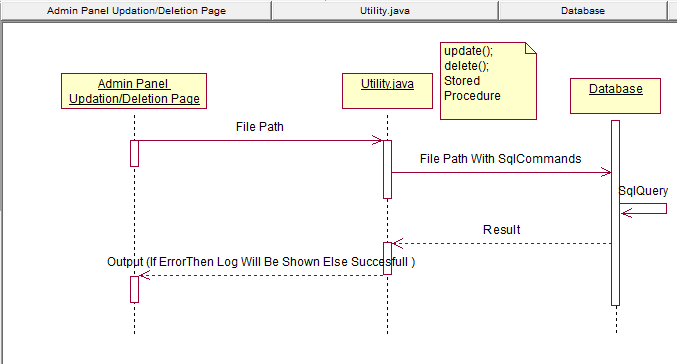 Admin Panel Updation/Deletion Page
Utility.java
Database
update();
delete();
Stored
Procedure
Admin Panel
Updation/Deletion Page
Utility.java
Database
File Path
File Path With SqlCommands
SqlQuery
Result
Output (If ErrorThen Log Will Be Shown Else Succesfull )